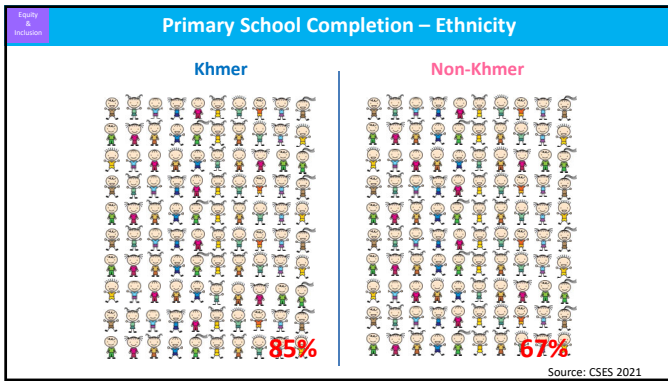 Equity
&
Inclusion
Primary School Completion – Ethnicity
Khmer
Non-Khmer
85%
67%
Source: CSES 2021